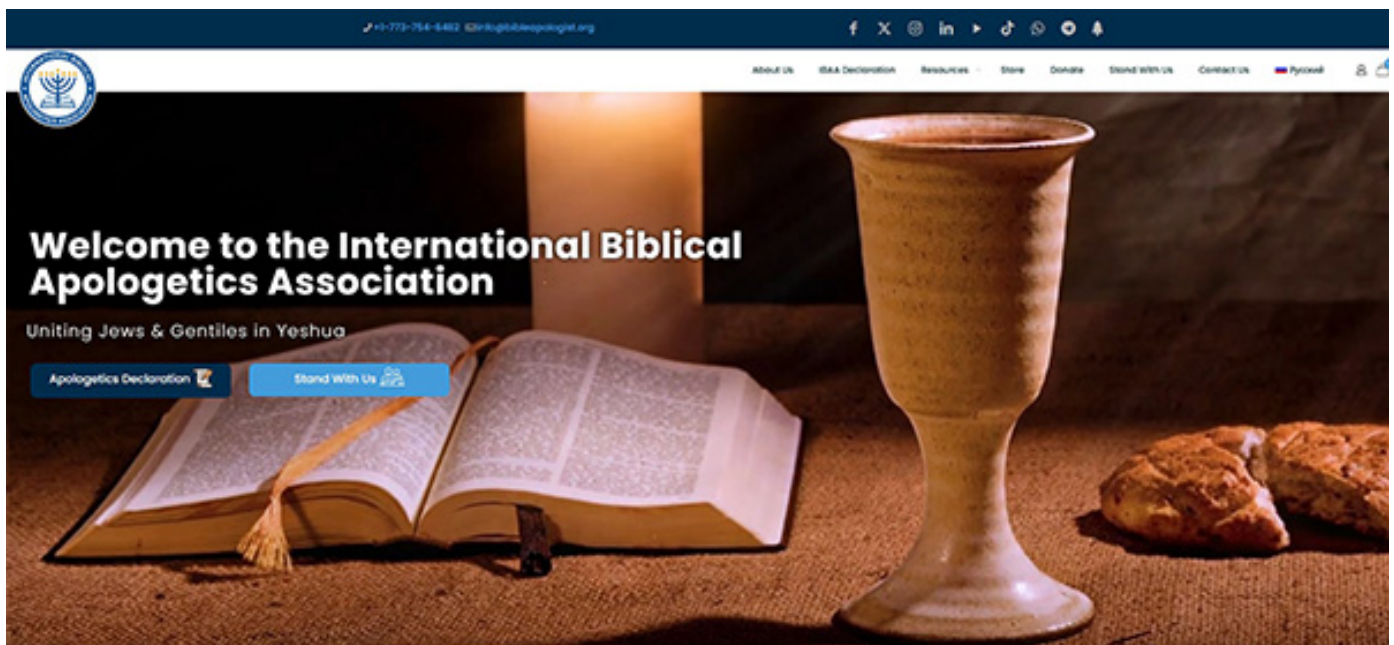 +1-773-754-6482 info@bibleapologist.org
About Us IBAA Declaration Resources Store Donate Stand With Us Contact Us Русский
Welcome to the International Biblical
Apologetics Association
Uniting Jews & Gentiles in Yeshua
Apologetics Declaration Stand With Us